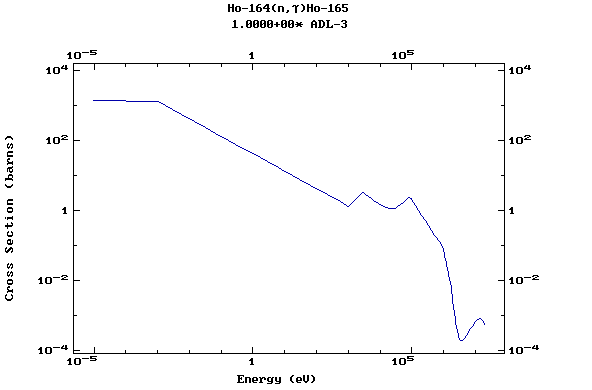 Ho-164(n,γ)Ho-165
1.0000+00* ADL-3
10⁻⁵ 1 10⁵
10⁴ 10⁴
10² 10²
1 1
10⁻² 10⁻²
10⁻⁴ 10⁻⁴
10⁻⁵ 1 10⁵
Cross Section (barns)
Energy (eV)